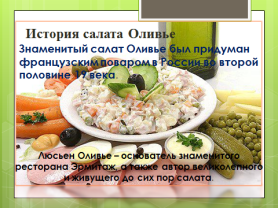 История салата Оливье
Знаменитый салат Оливье был придуман
французским поваром в России во второй
половине 19 века.
Люсьен Оливье – основатель знаменитого
ресторана Эрмитаж, а также автор великолепного
и живущего до сих пор салата.